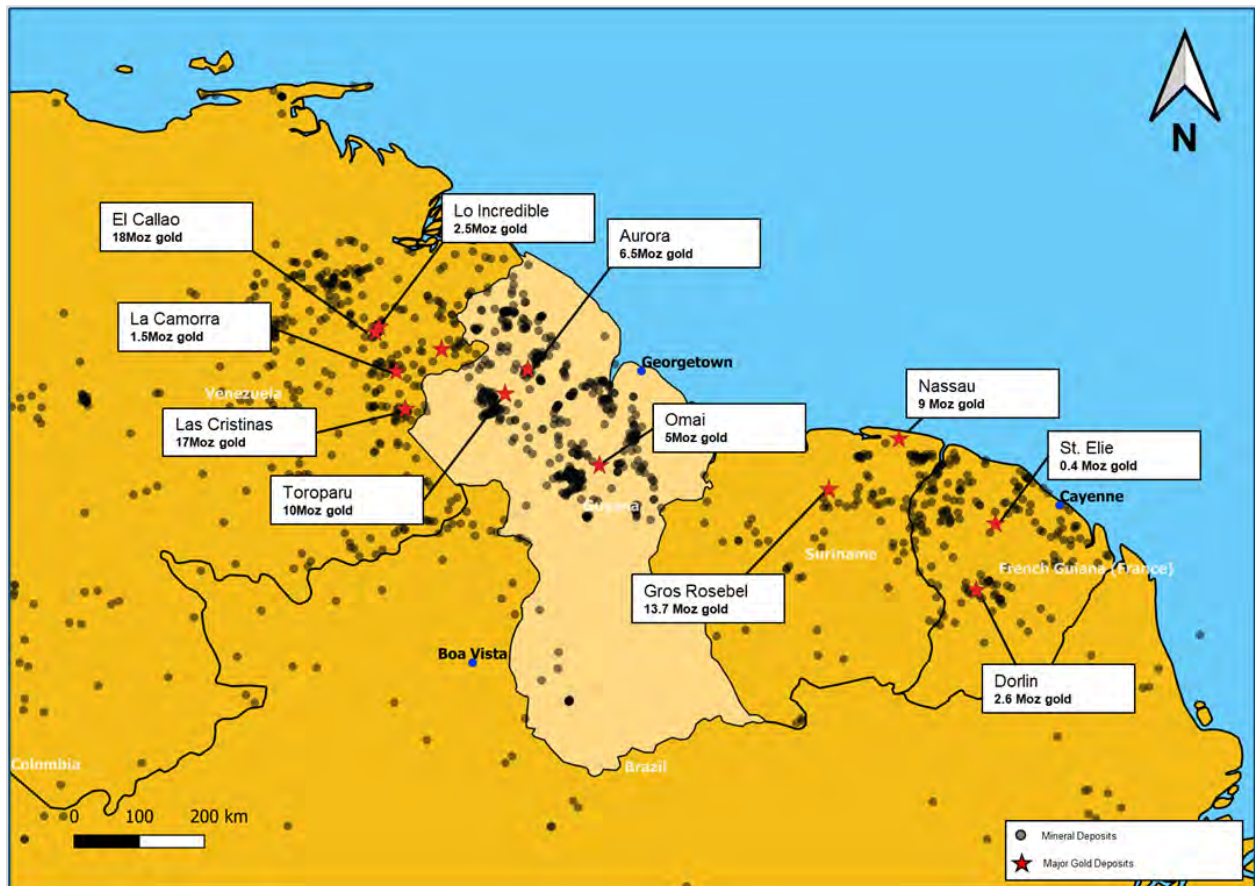 N
El Callao
18Moz gold
Lo Incredible
2.5Moz gold
Aurora
6.5Moz gold
La Camorra
1.5Moz gold
Georgetown
Venezuela
Nassau
9 Moz gold
Las Cristinas
17Moz gold
Omai
5Moz gold
St. Elie
0.4 Moz gold
Toroparu
10Moz gold
Cayenne
Guyana
Suriname
French Guiana (France)
Gros Rosebel
13.7 Moz gold
Boa Vista
Dorlin
2.6 Moz gold
Colombia
Brazil
0 100 200 km
Mineral Deposits
Major Gold Deposits